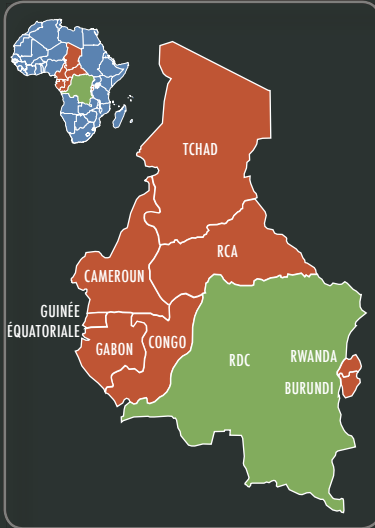 TCHAD
RCA
CAMEROUN
GUINÉE
ÉQUATORIALE
GABON
CONGO
RDC
RWANDA
BURUNDI